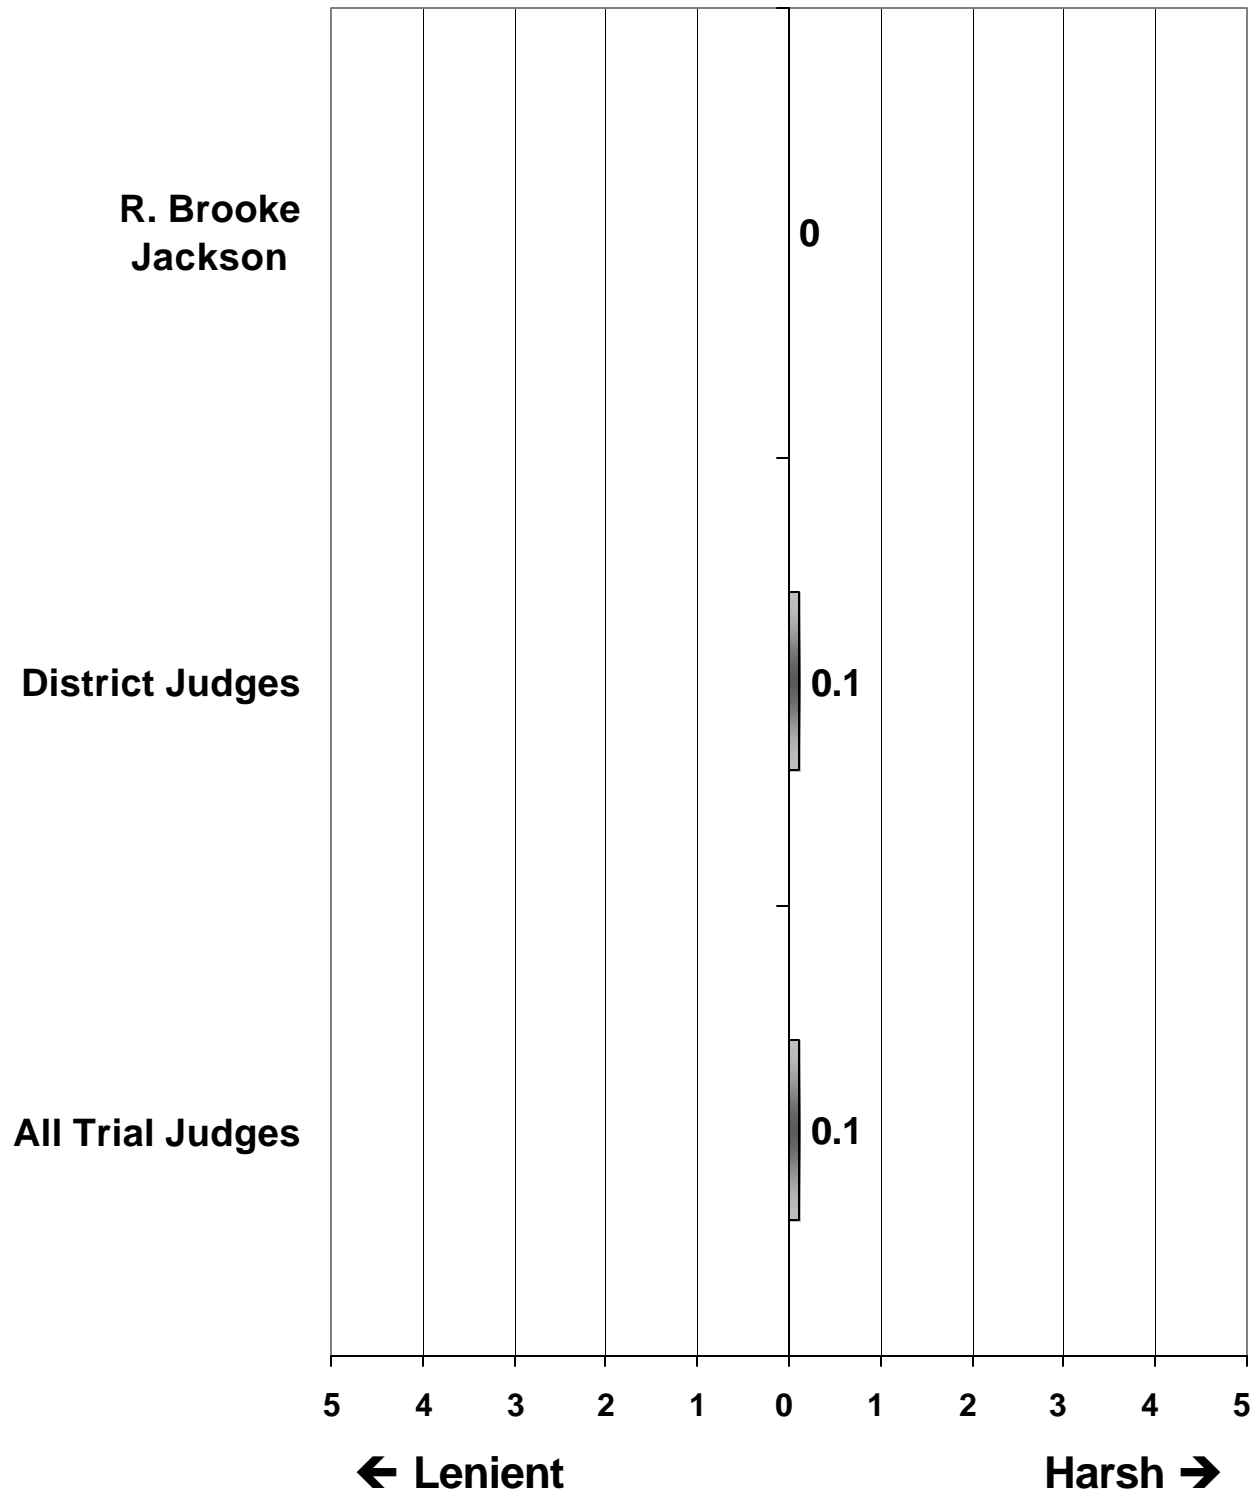 R. Brooke
Jackson
0
District Judges
0.1
All Trial Judges
0.1
5 4 3 2 1 0 1 2 3 4 5
← Lenient Harsh →